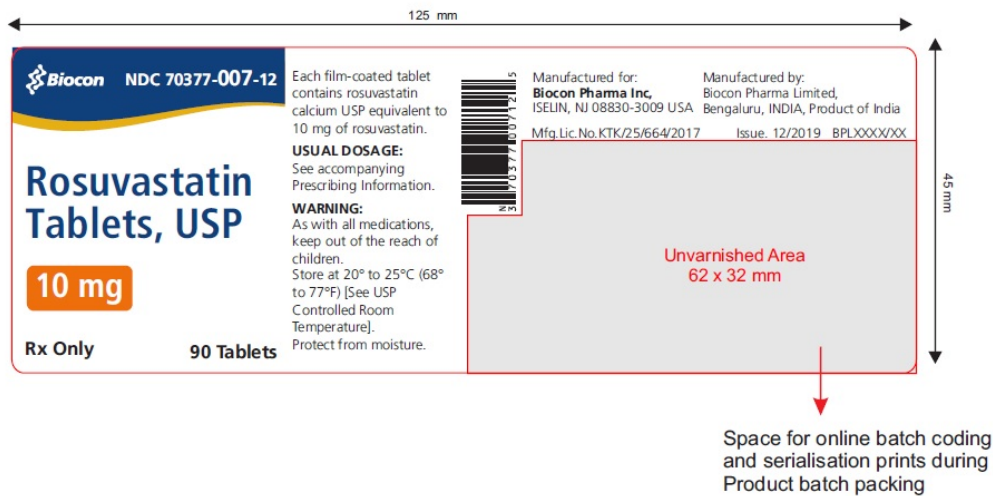 125 mm
Biocon NDC 70377-007-12
Rosuvastatin
Tablets, USP
10 mg
Rx Only 90 Tablets
Each film-coated tablet
contains rosuvastatin
calcium USP equivalent to
10 mg of rosuvastatin.
USUAL DOSAGE:
See accompanying
Prescribing Information.
WARNING:
As with all medications,
keep out of the reach of
children.
Store at 20° to 25°C (68°
to 77°F) [See USP
Controlled Room
Temperature].
Protect from moisture.
N
3 70377 00712 5
Manufactured for:
Biocon Pharma Inc,
ISELIN, NJ 08830-3009 USA
Manufactured by:
Biocon Pharma Limited,
Bengaluru, INDIA, Product of India
Mfg.Lic.No.KTK/25/664/2017 Issue. 12/2019 BPLXXXX/XX
Unvarnished Area
62 x 32 mm
45 mm
Space for online batch coding
and serialisation prints during
Product batch packing